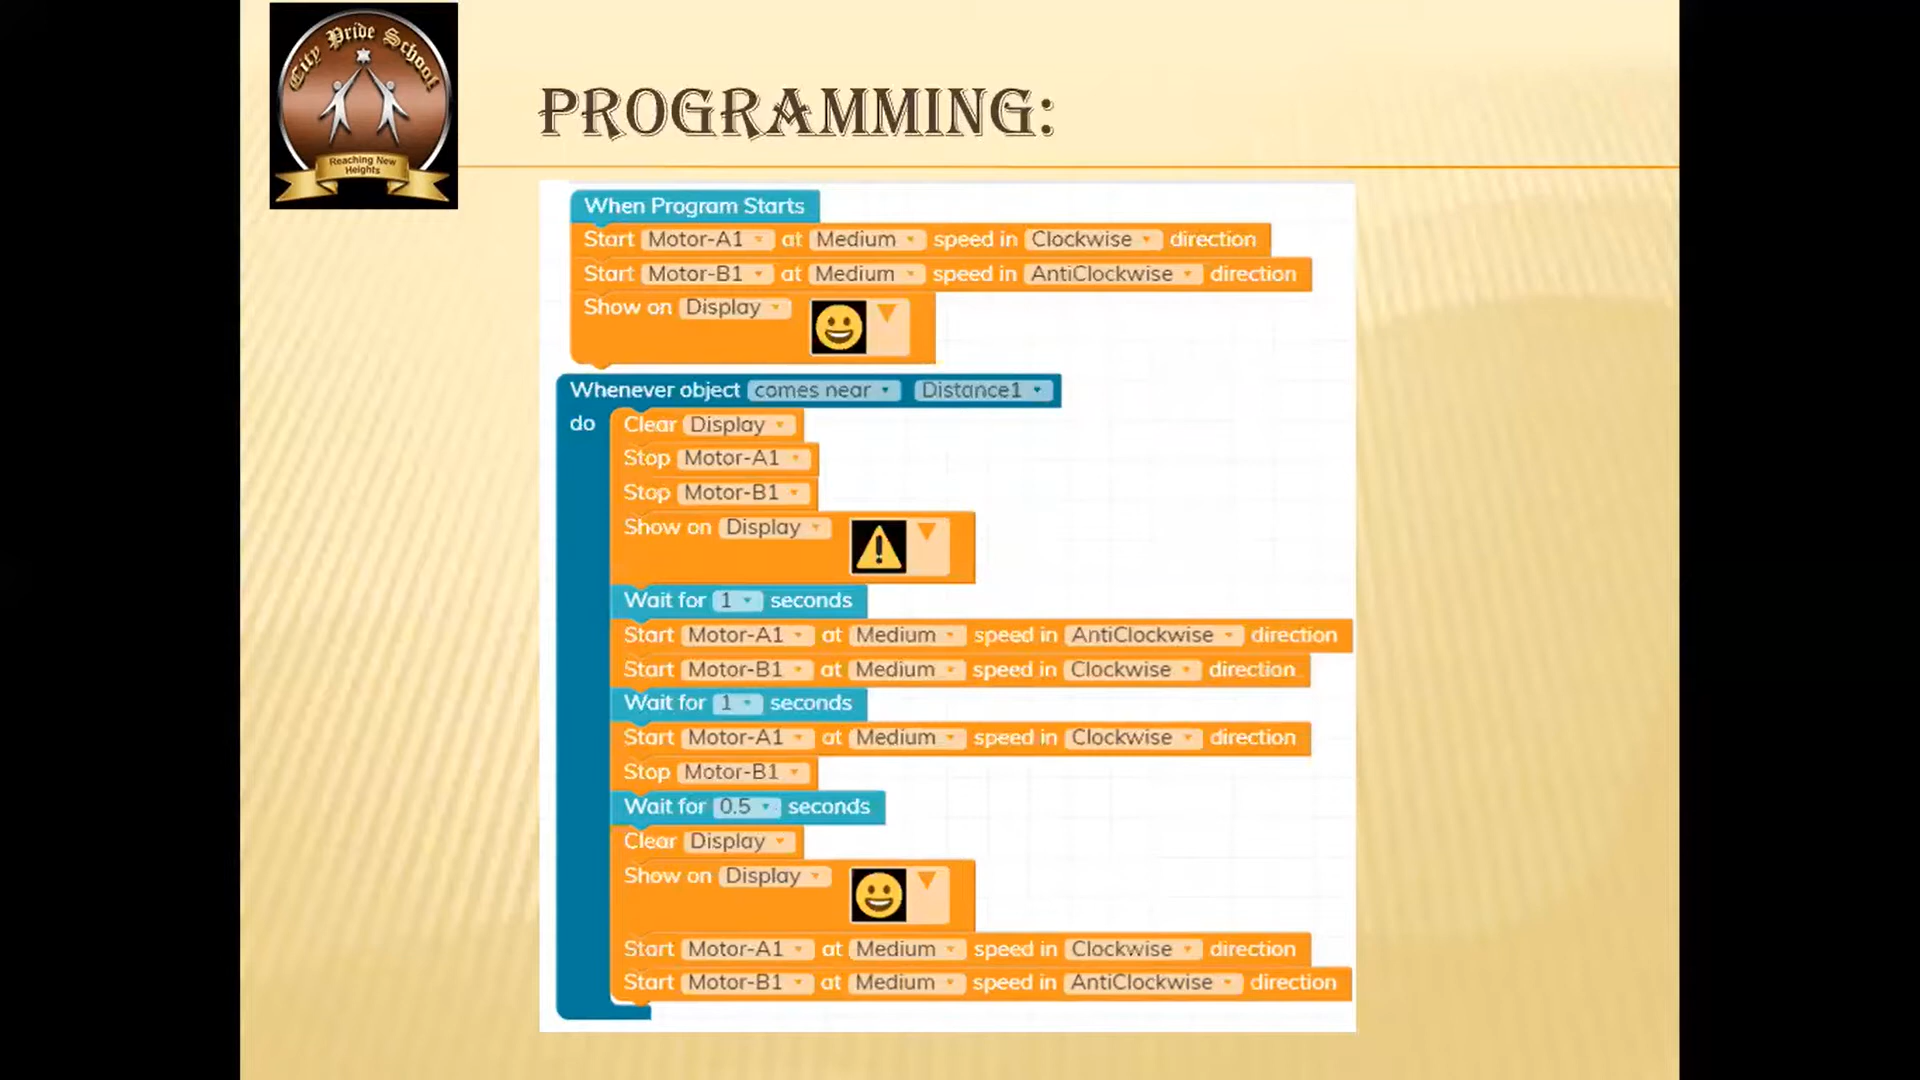 City Pride School
Reaching New
Heights
PROGRAMMING:
When Program Starts
Start Motor-A1 at Medium speed in Clockwise direction
Start Motor-B1 at Medium speed in AntiClockwise direction
Show on Display
Whenever object comes near Distance1
do Clear Display
Stop Motor-A1
Stop Motor-B1
Show on Display
Wait for 1 seconds
Start Motor-A1 at Medium speed in AntiClockwise direction
Start Motor-B1 at Medium speed in Clockwise direction
Wait for 1 seconds
Start Motor-A1 at Medium speed in Clockwise direction
Stop Motor-B1
Wait for 0.5 seconds
Clear Display
Show on Display
Start Motor-A1 at Medium speed in Clockwise direction
Start Motor-B1 at Medium speed in AntiClockwise direction